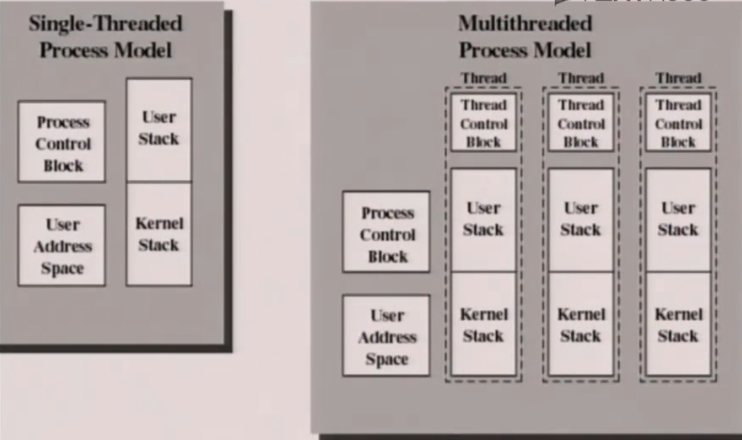 Single-Threaded
Process Model
Process
Control
Block
User
Stack
User
Address
Space
Kernel
Stack
Multithreaded
Process Model
Thread
Thread
Thread
Thread
Control
Block
Thread
Control
Block
Thread
Control
Block
Process
Control
Block
User
Stack
User
Stack
User
Stack
User
Address
Space
Kernel
Stack
Kernel
Stack
Kernel
Stack